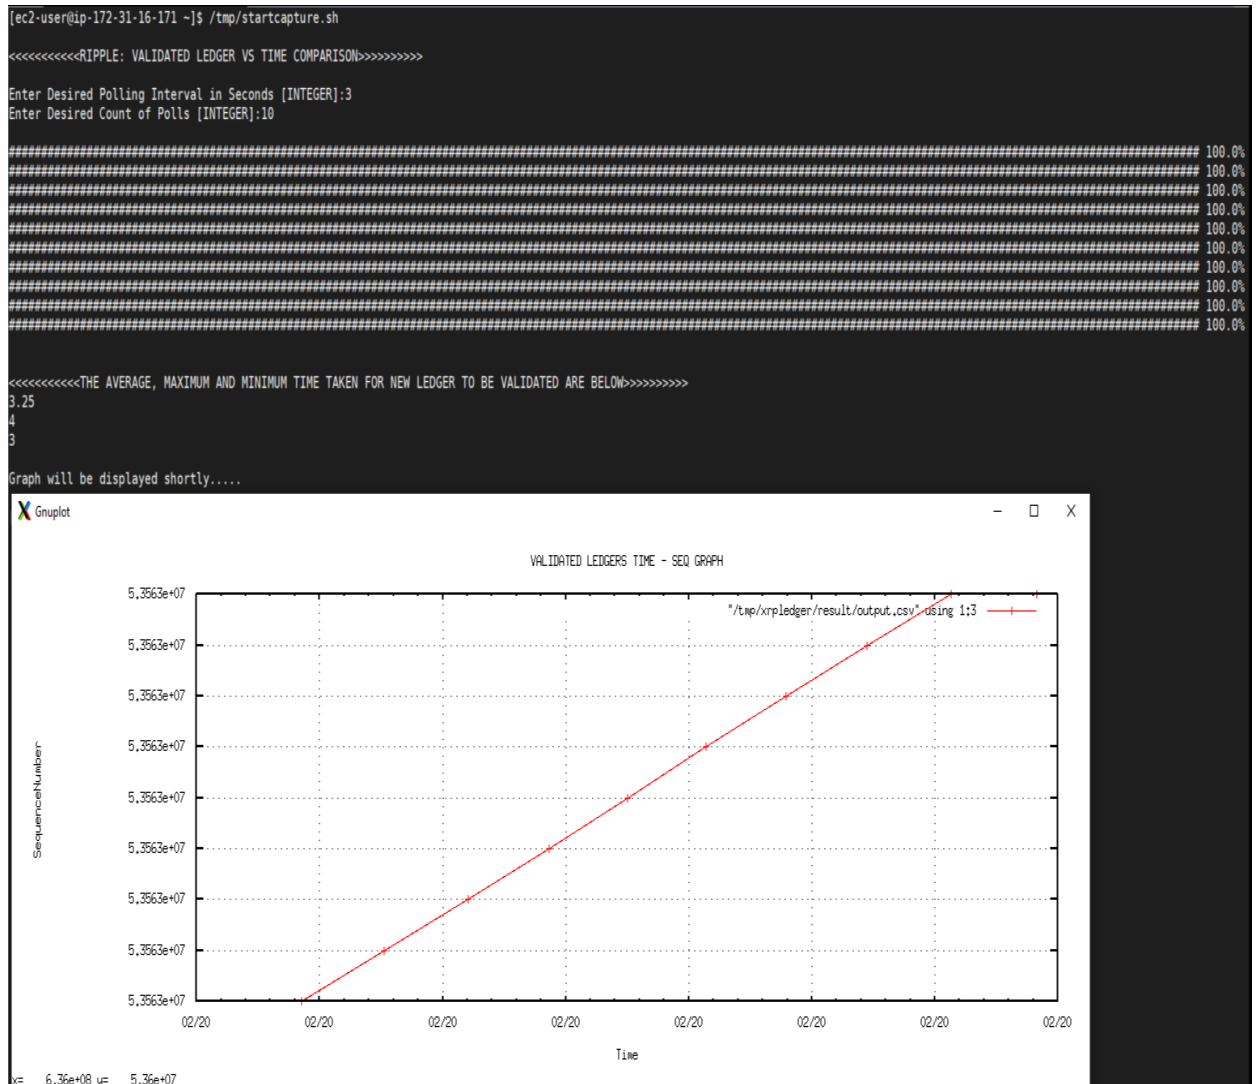 [ec2-user@ip-172-31-16-171 ~]$ /tmp/startcapture.sh
<<<<<<<<<<<RIPPLE: VALIDATED LEDGER VS TIME COMPARISON>>>>>>>>>>
Enter Desired Polling Interval in Seconds [INTEGER]:3
Enter Desired Count of Polls [INTEGER]:10
######################################################################################################################################################################################### 100.0%
######################################################################################################################################################################################### 100.0%
######################################################################################################################################################################################### 100.0%
######################################################################################################################################################################################### 100.0%
######################################################################################################################################################################################### 100.0%
######################################################################################################################################################################################### 100.0%
######################################################################################################################################################################################### 100.0%
######################################################################################################################################################################################### 100.0%
######################################################################################################################################################################################### 100.0%
######################################################################################################################################################################################### 100.0%
<<<<<<<<<<<THE AVERAGE, MAXIMUM AND MINIMUM TIME TAKEN FOR NEW LEDGER TO BE VALIDATED ARE BELOW>>>>>>>>>>
3.25
4
3
Graph will be displayed shortly.....
Gnuplot
VALIDATED LEDGERS TIME - SEQ GRAPH
5.3563e+07
"/tmp/xrpledger/result/output.csv" using 1:3
5.3563e+07
5.3563e+07
5.3563e+07
5.3563e+07
5.3563e+07
5.3563e+07
5.3563e+07
5.3563e+07
SequenceNumber
02/20 02/20 02/20 02/20 02/20 02/20 02/20 02/20
Time
x= 6.36e+08 y= 5.36e+07